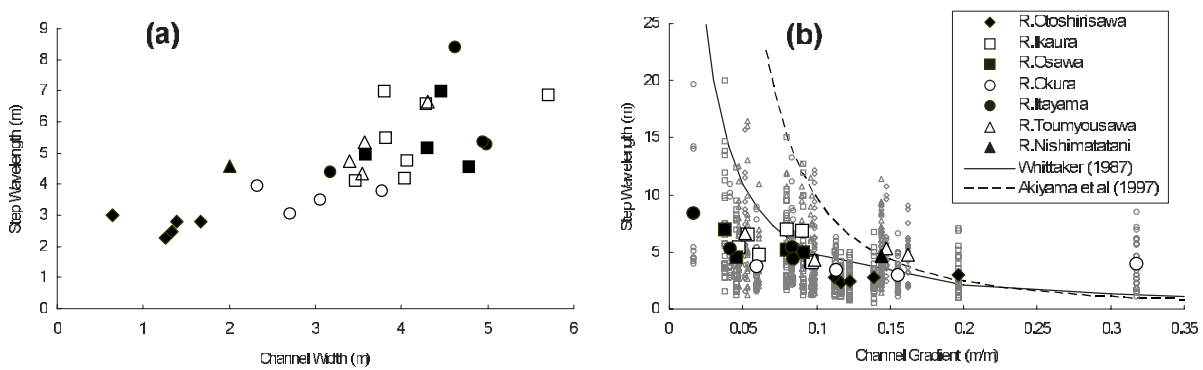 (a)
9
8
7
6
5
4
3
2
1
0
Step Wavelength (m)
0 1 2 3 4 5 6
Channel Width (m)
(b)
25
20
15
10
5
0
Step Wavelength (m)
0 0.05 0.1 0.15 0.2 0.25 0.3 0.35
Channel Gradient (m/m)
R.Otoshirisawa
R.Ikaura
R.Osawa
R.Okura
R.Itayama
R.Toumyousawa
R.Nishimatatani
Whittaker (1987)
Akiyama et al (1997)